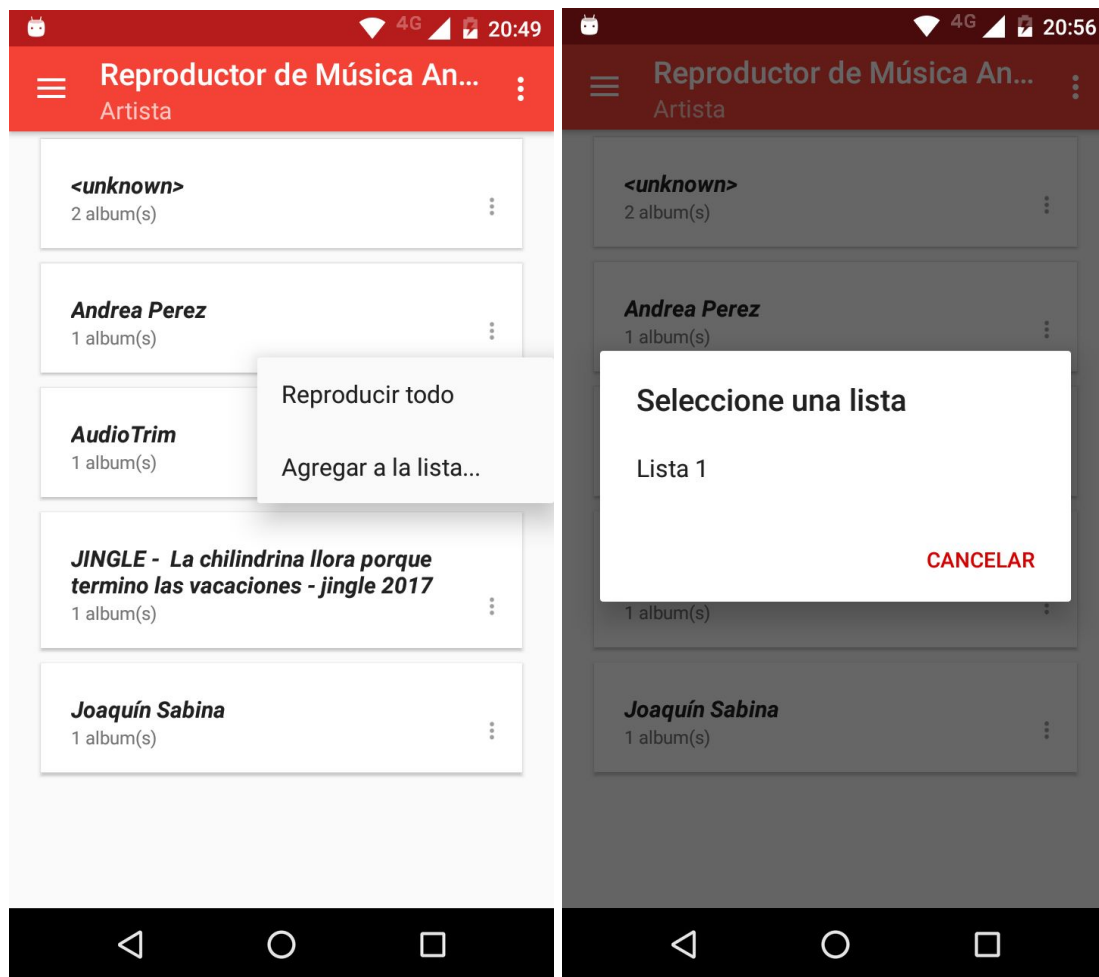 4G 20:49
Reproductor de Música An...
Artista
<unknown>
2 album(s)
Andrea Perez
1 album(s)
Reproducir todo
AudioTrim
1 album(s)
Agregar a la lista...
JINGLE - La chilindrina llora porque
termino las vacaciones - jingle 2017
1 album(s)
Joaquín Sabina
1 album(s)
4G 20:56
Reproductor de Música An...
Artista
<unknown>
2 album(s)
Andrea Perez
1 album(s)
Seleccione una lista
Lista 1
CANCELAR
1 album(s)
Joaquín Sabina
1 album(s)